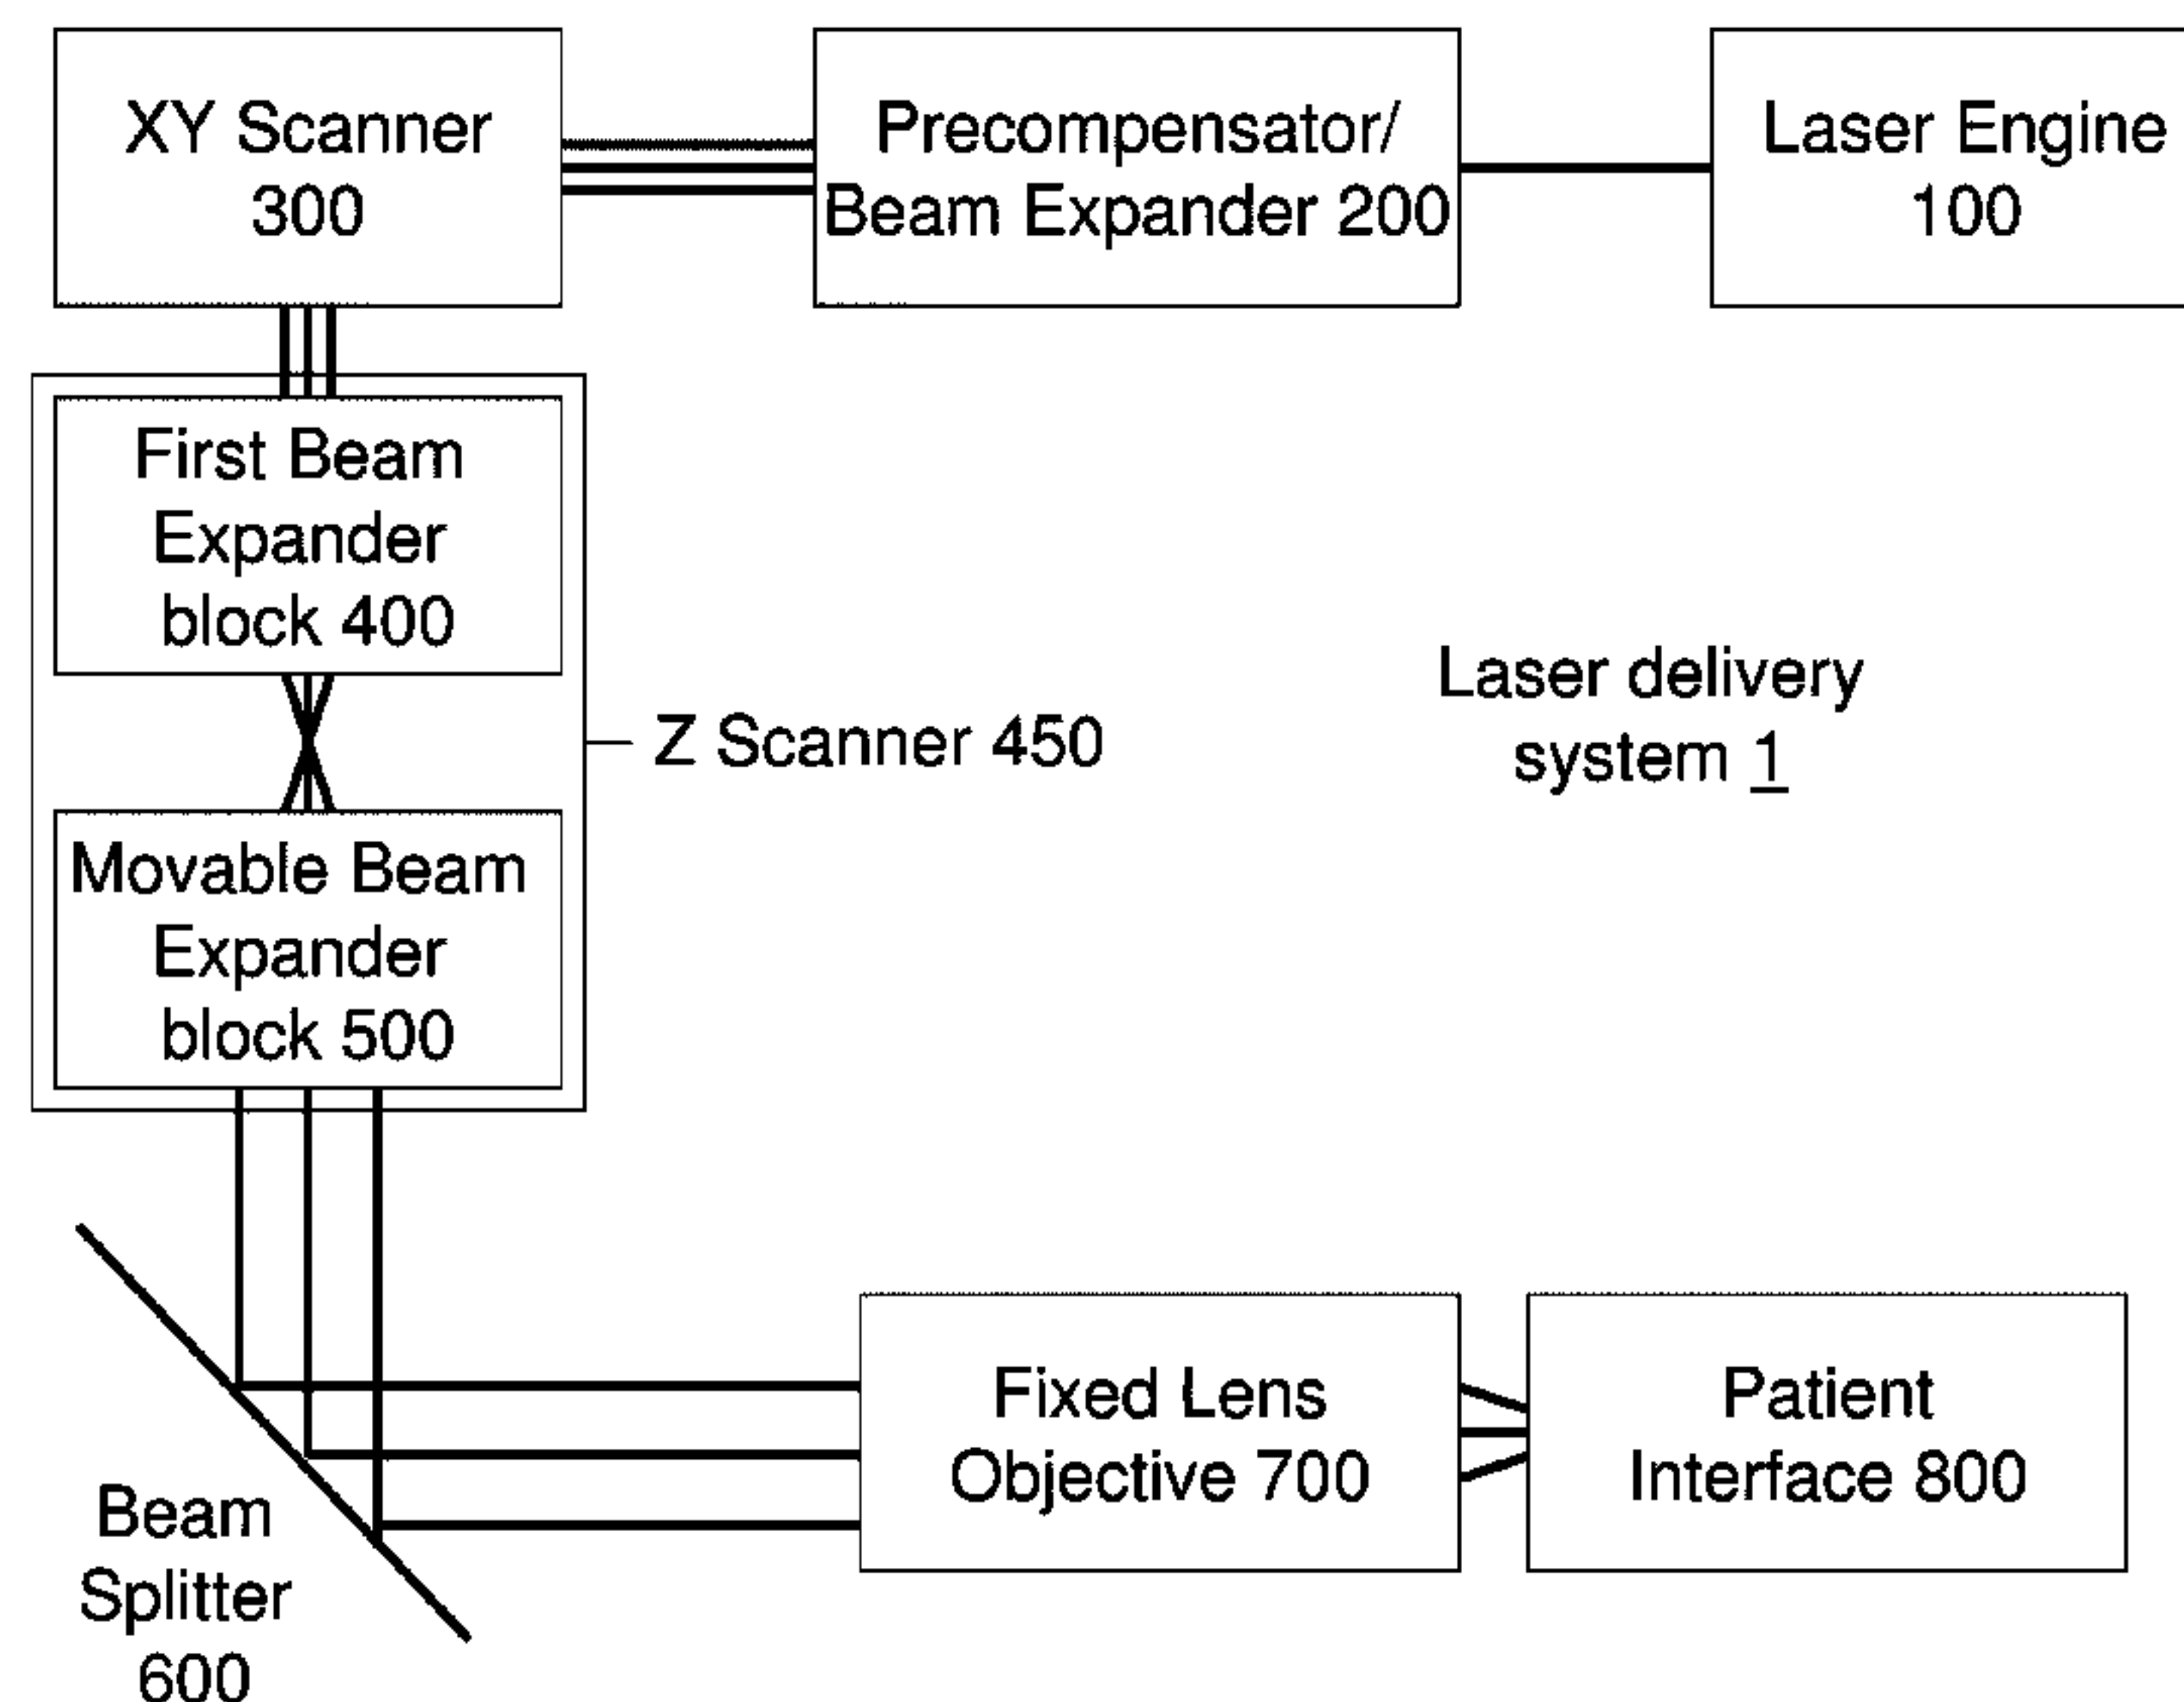 XY Scanner
300
Precompensator/
Beam Expander 200
Laser Engine
100
First Beam
Expander
block 400
Z Scanner 450
Laser delivery
system 1
Movable Beam
Expander
block 500
Beam
Splitter
600
Fixed Lens
Objective 700
Patient
Interface 800